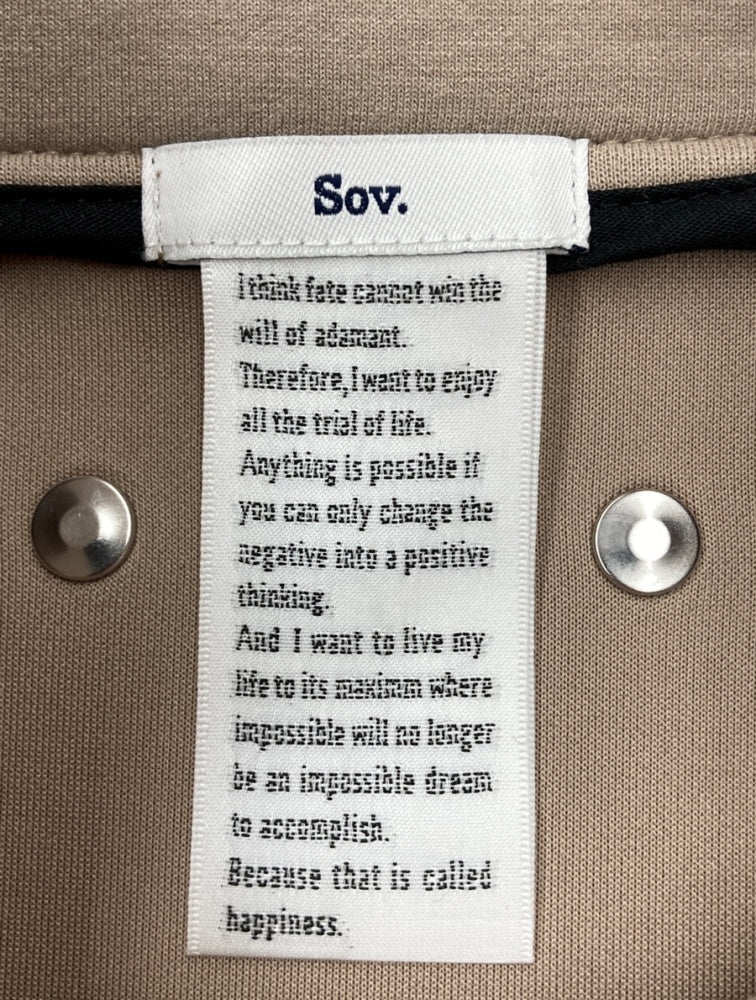 Sov.
I think fate cannot win the
will of adamant.
Therefore, I want to enjoy
all the trial of life.
Anything is possible if
you can only change the
negative into a positive
thinking.
And I want to live my
life to its maximm where
impossible will no longer
be an impossible dream
to accomplish.
Because that is called
happiness.